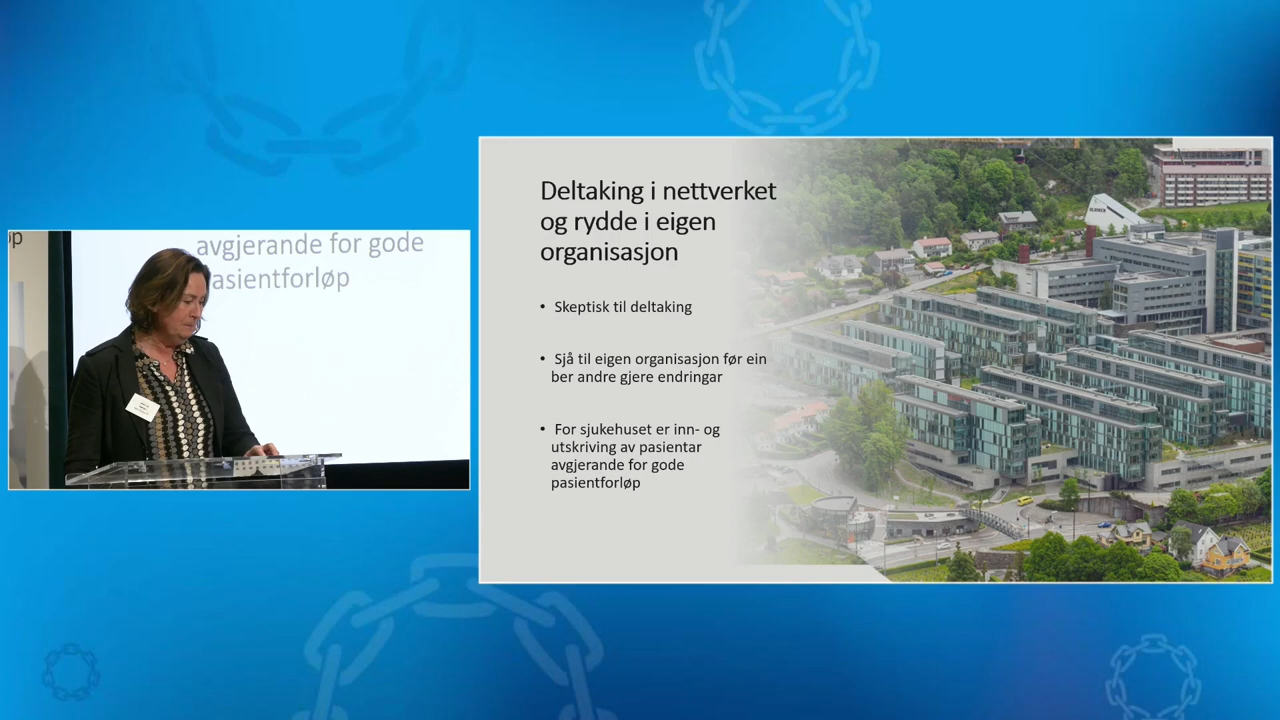 øp
avgjerande for gode
pasientforløp
Deltaking i nettverket
og rydde i eigen
organisasjon
• Skeptisk til deltaking
• Sjå til eigen organisasjon før ein
ber andre gjere endringar
• For sjukehuset er inn- og
utskriving av pasientar
avgjerande for gode
pasientforløp